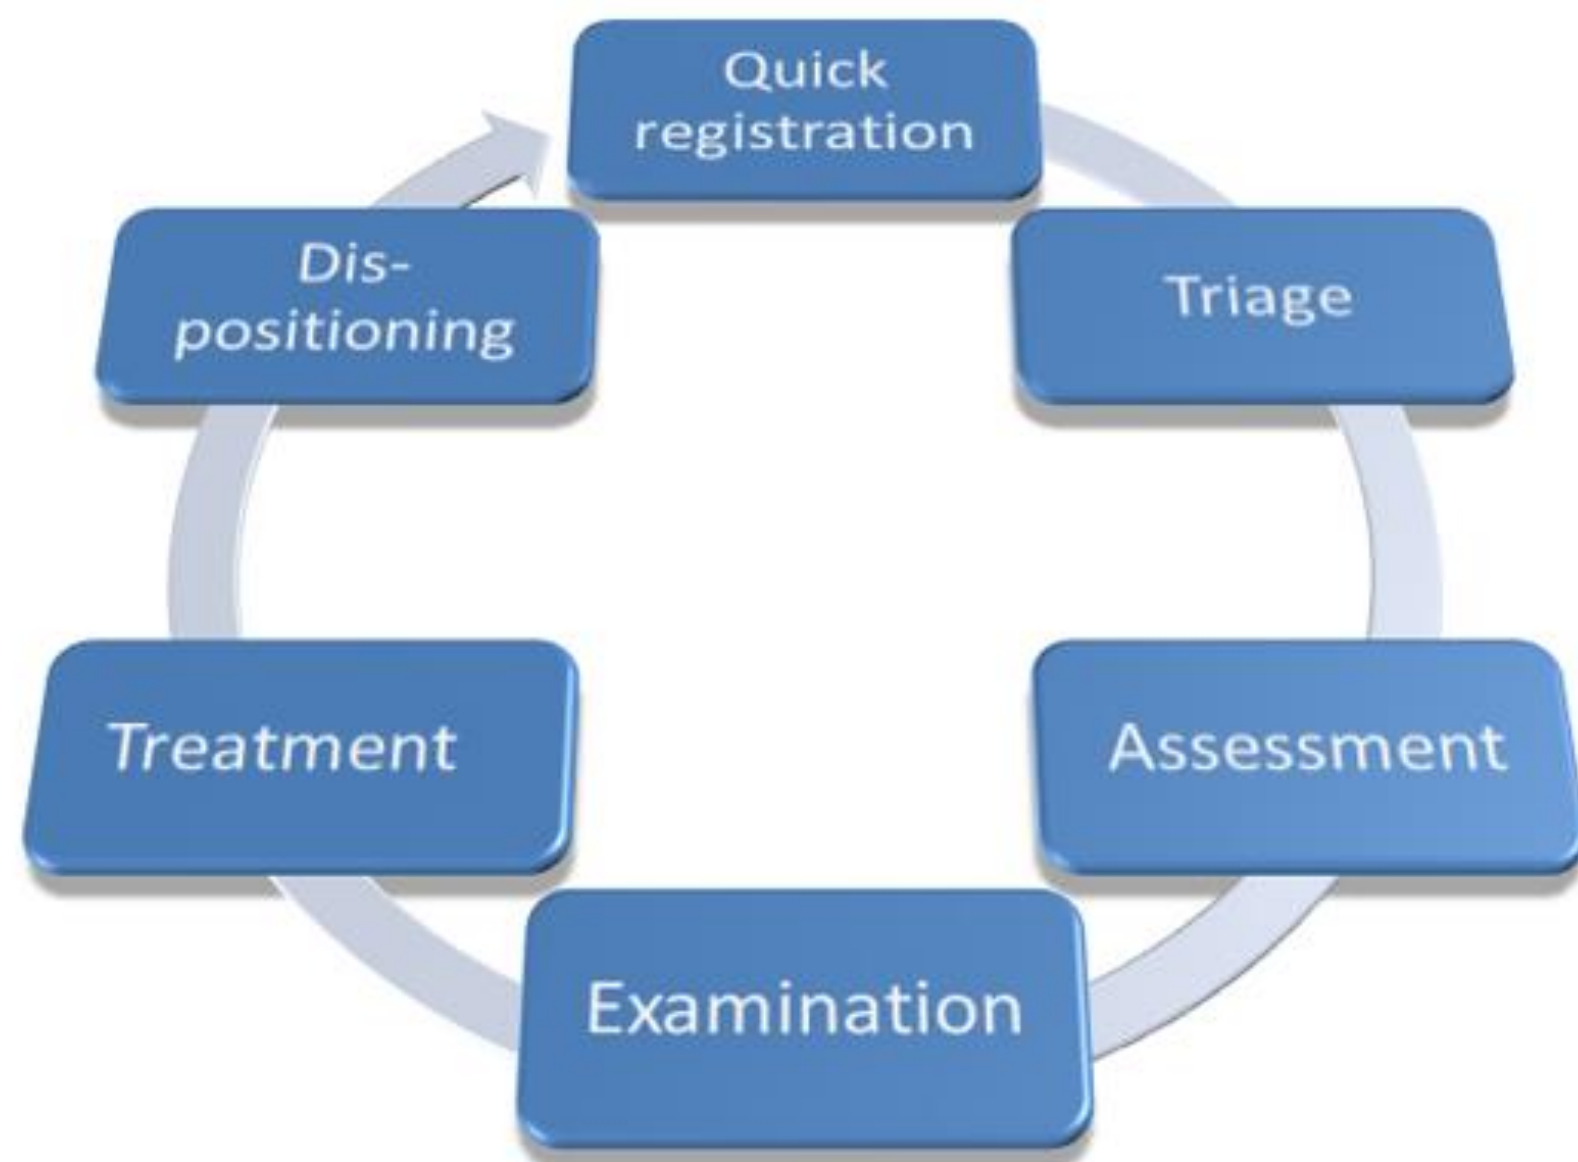 Quick
registration
Triage
Assessment
Examination
Treatment
Dis-
positioning